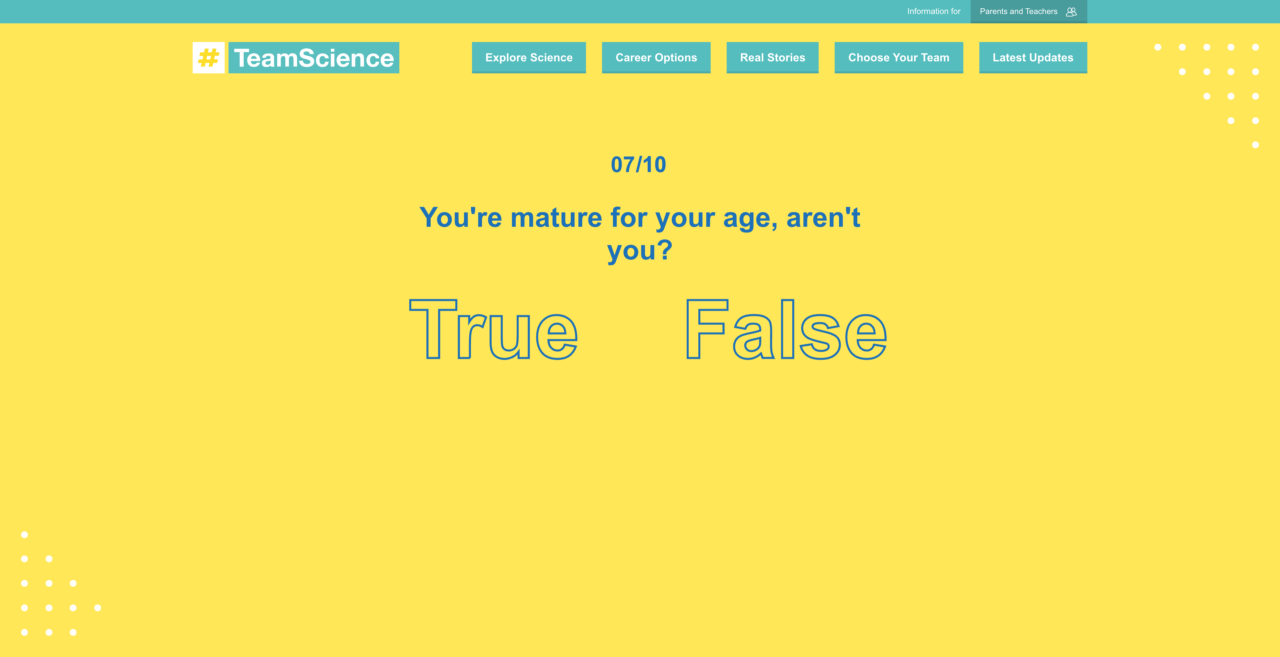 Information for
Parents and Teachers
# TeamScience
Explore Science
Career Options
Real Stories
Choose Your Team
Latest Updates
07/10
You're mature for your age, aren't
you?
True
False